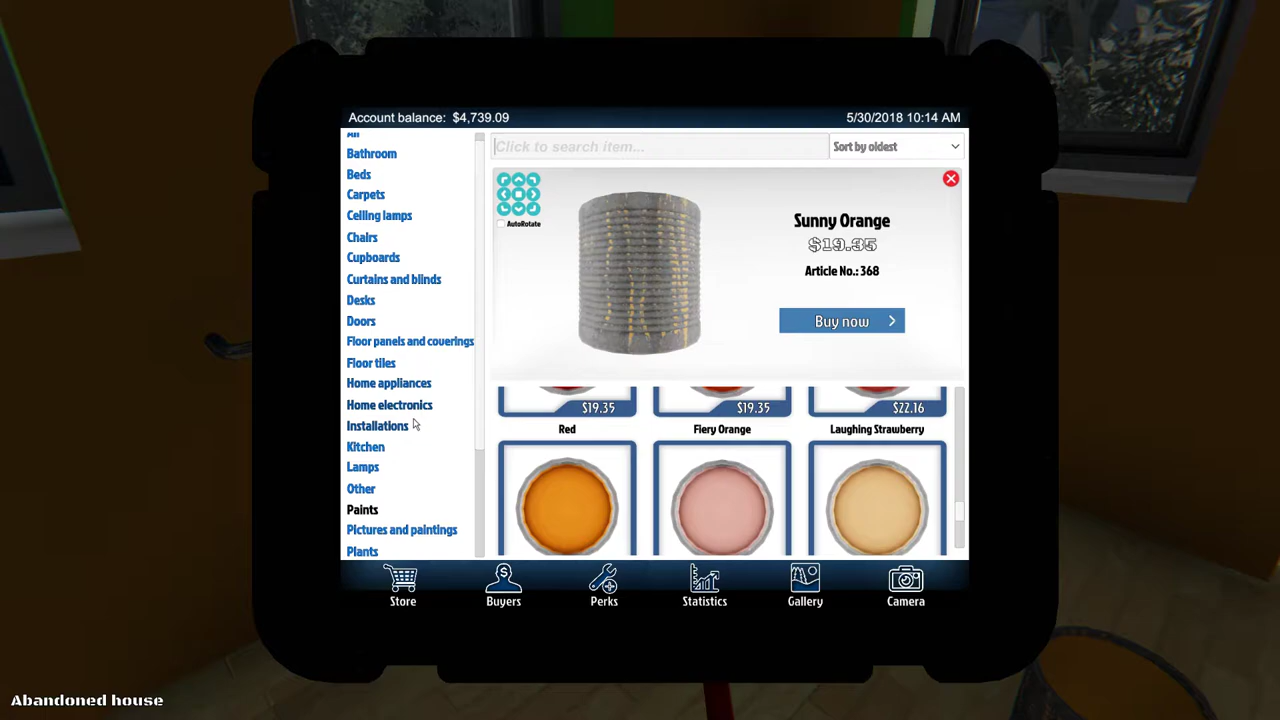 Account balance: $4,739.09
5/30/2018 10:14 AM
All
Bathroom
Beds
Carpets
Ceiling lamps
Chairs
Cupboards
Curtains and blinds
Desks
Doors
Floor panels and coverings
Floor tiles
Home appliances
Home electronics
Installations
Kitchen
Lamps
Other
Paints
Pictures and paintings
Plants
Click to search item...
Sort by oldest
AutoRotate
Sunny Orange
$19.35
Article No.: 368
Buy now
$19.35
$19.35
$22.16
Red
Fiery Orange
Laughing Strawberry
Store
Buyers
Perks
Statistics
Gallery
Camera
Abandoned house